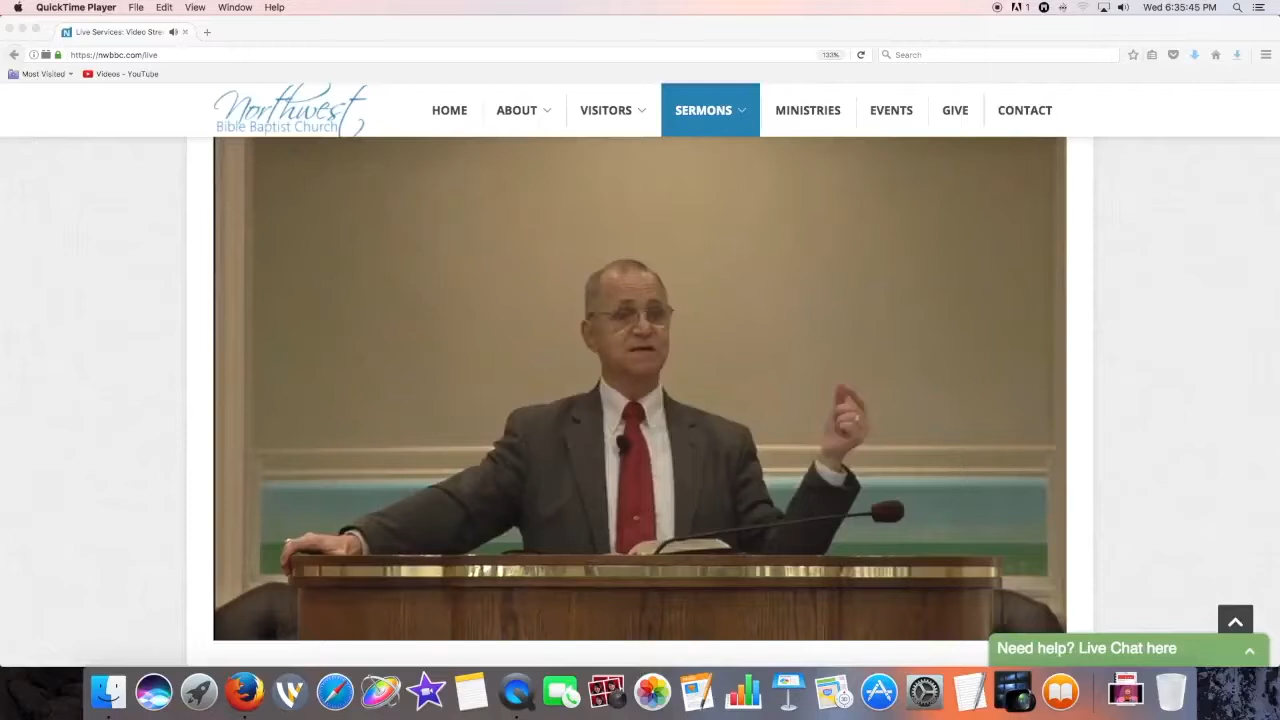 QuickTime Player File Edit View Window Help
1 Wed 6:35:45 PM
Live Services: Video Stre
https://nwbbc.com/live
133%
Search
Most Visited
Videos - YouTube
Northwest
Bible Baptist Church
HOME ABOUT VISITORS SERMONS MINISTRIES EVENTS GIVE CONTACT
Need help? Live Chat here